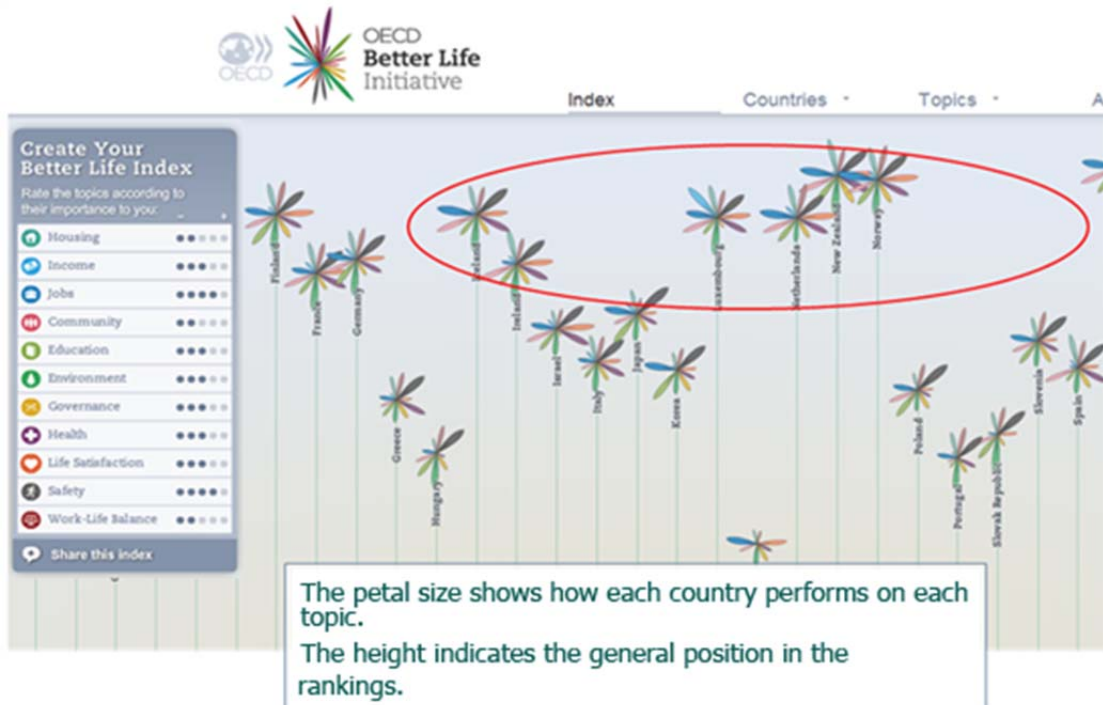 OECD
OECD
Better Life
Initiative
Index
Countries
Topics
A
Create Your
Better Life Index
Rate the topics according to
their importance to you: - +
Housing
Income
Jobs
Community
Education
Environment
Governance
Health
Life Satisfaction
Safety
Work-Life Balance
Share this index
Finland
France
Germany
Greece
Hungary
Ireland
Israel
Italy
Japan
Korea
Luxembourg
Netherlands
New Zealand
Norway
Poland
Portugal
Slovak Republic
Slovenia
Spain
The petal size shows how each country performs on each
topic.
The height indicates the general position in the
rankings.